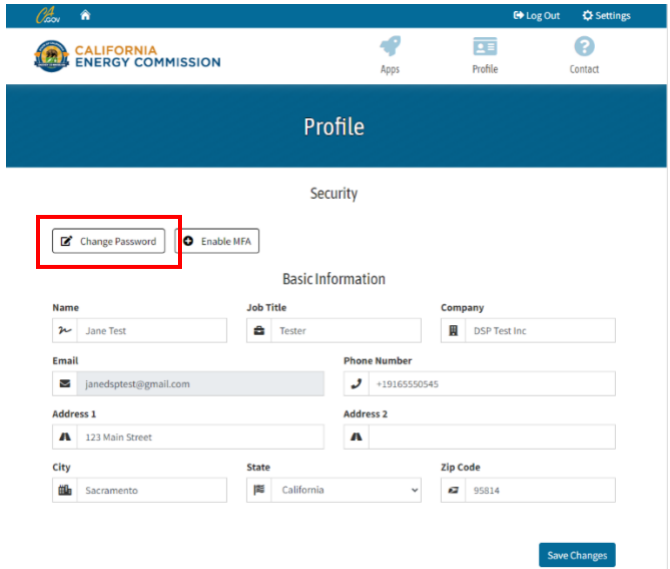 CA.GOV
Log Out Settings
CALIFORNIA
ENERGY COMMISSION
Apps Profile Contact
Profile
Security
Change Password Enable MFA
Basic Information
Name Job Title Company
Jane Test Tester DSP Test Inc
Email Phone Number
janedsptest@gmail.com +19165550545
Address 1 Address 2
123 Main Street
City State Zip Code
Sacramento California 95814
Save Changes